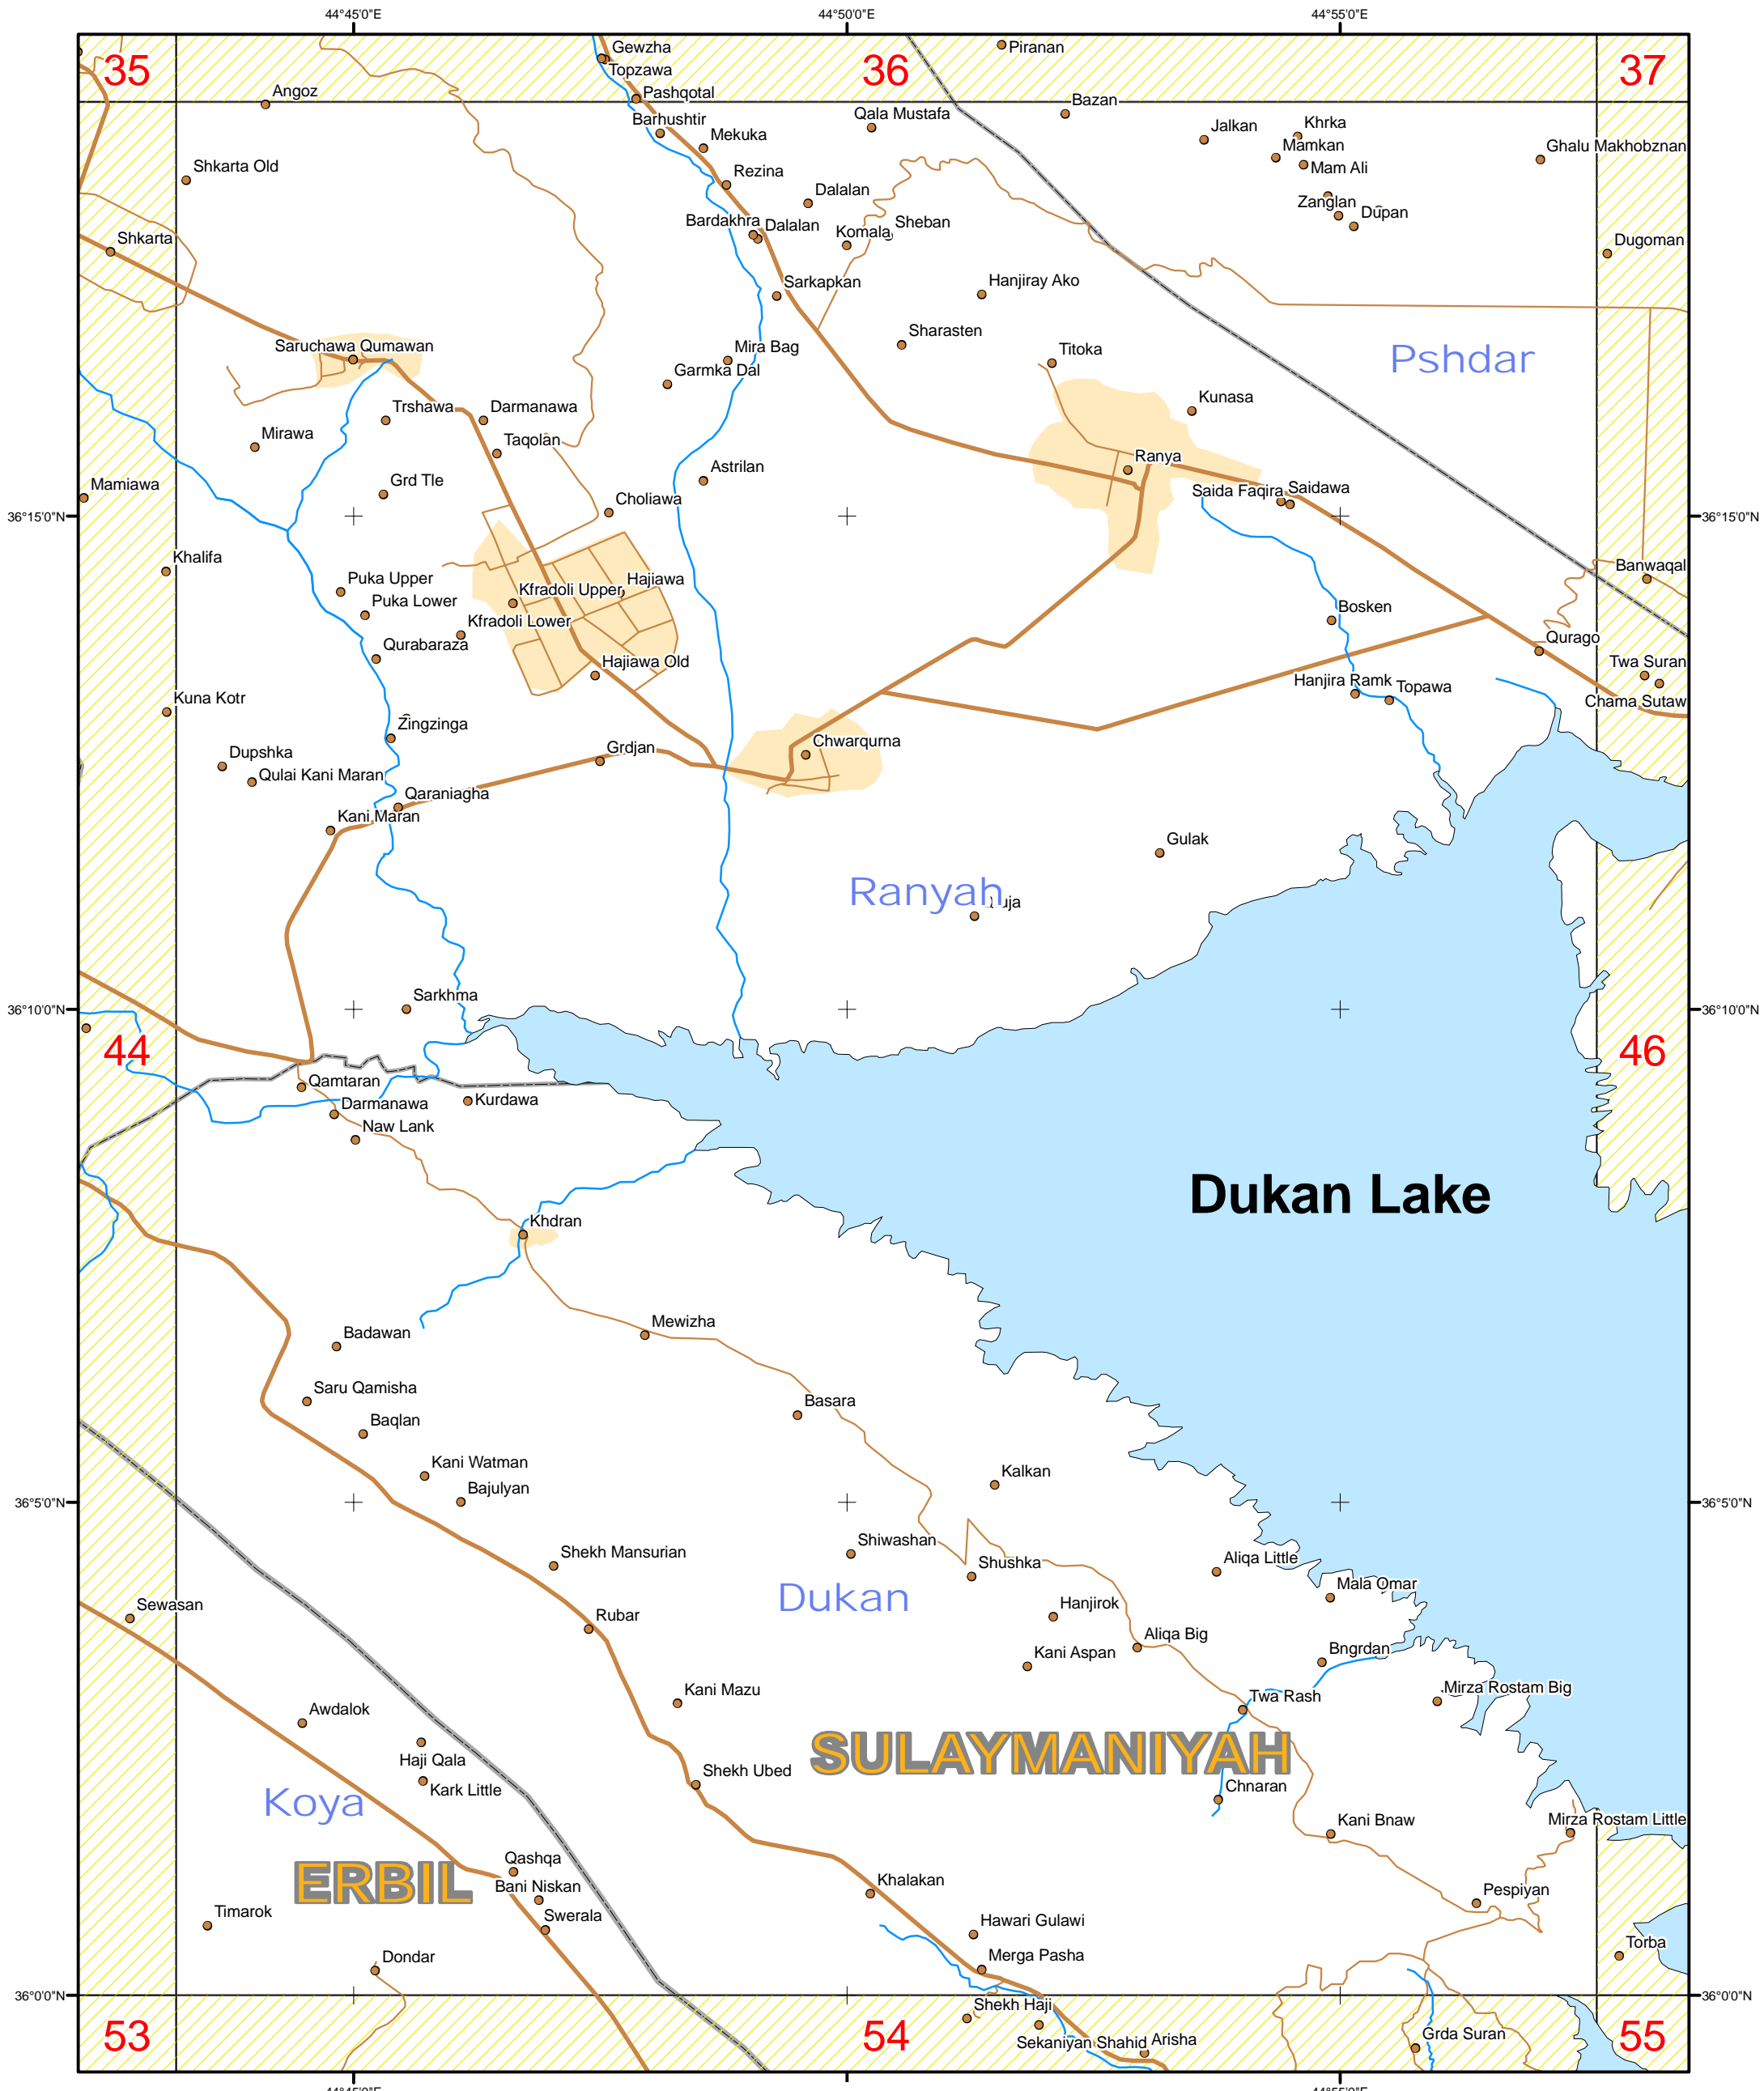 44°45'0"E
44°50'0"E
44°55'0"E
35
36
37
Gewzha
Topzawa
Piranan
Pashqotal
Angoz
Barhushtir
Mekuka
Qala Mustafa
Bazan
Jalkan
Khrka
Mamkan
Mam Ali
Ghalu Makhobznan
Shkarta Old
Rezina
Dalalan
Zanglan
Dupan
Bardakhra
Dalalan
Komala
Sheban
Shkarta
Dugoman
Sarkapkan
Hanjiray Ako
Sharasten
Saruchawa Qumawan
Mira Bag
Garmka Dal
Titoka
Pshdar
Trshawa
Darmanawa
Kunasa
Mirawa
Taqolan
Ranya
Mamiawa
Grd Tle
Astrilan
Choliawa
Saida Faqira
Saidawa
36°15'0"N
36°15'0"N
Khalifa
Puka Upper
Puka Lower
Kfradoli Upper
Hajiawa
Banwaqal
Kfradoli Lower
Bosken
Qurabaraza
Hajiawa Old
Qurago
Twa Suran
Kuna Kotr
Hanjira Ramk
Topawa
Chama Sutaw
Zingzinga
Dupshka
Qulai Kani Maran
Grdjan
Chwarqurna
Qaraniagha
Kani Maran
Gulak
Ranyah
Sarkhma
36°10'0"N
36°10'0"N
44
46
Qamtaran
Darmanawa
Kurdawa
Naw Lank
Dukan Lake
Khdran
Mewizha
Badawan
Saru Qamisha
Basara
Baqlan
Kani Watman
Bajulyan
Kalkan
36°5'0"N
36°5'0"N
Shekh Mansurian
Shiwashan
Shushka
Aliqa Little
Dukan
Mala Omar
Sewasan
Rubar
Hanjirok
Aliqa Big
Kani Aspan
Bngrdan
Kani Mazu
Twa Rash
Mirza Rostam Big
Awdalok
Haji Qala
SULAYMANIYAH
Kark Little
Shekh Ubed
Chnaran
Koya
Kani Bnaw
Mirza Rostam Little
ERBIL
Qashqa
Bani Niskan
Khalakan
Pespiyan
Timarok
Swerala
Hawari Gulawi
Dondar
Merga Pasha
Torba
36°0'0"N
36°0'0"N
Shekh Haji
53
54
55
Sekaniyan Shahid
Arisha
Grda Suran